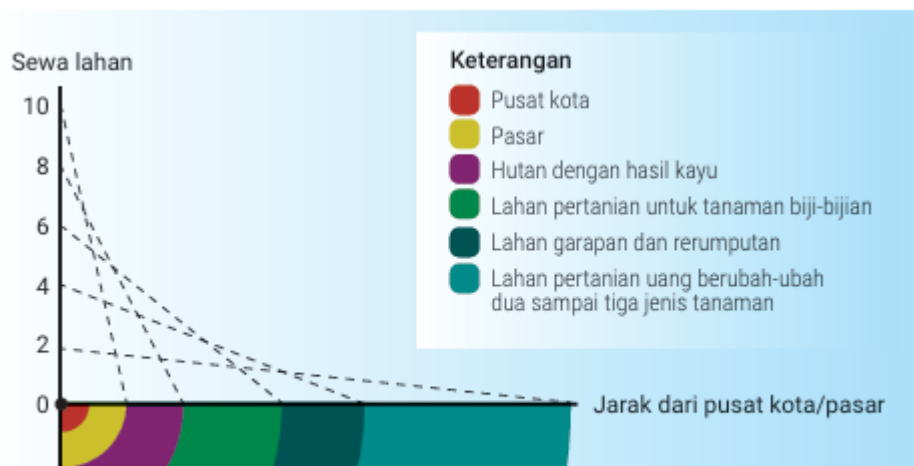 Sewa lahan
10
8
6
4
2
0
Keterangan
Pusat kota
Pasar
Hutan dengan hasil kayu
Lahan pertanian untuk tanaman biji-bijian
Lahan garapan dan rerumputan
Lahan pertanian uang berubah-ubah
dua sampai tiga jenis tanaman
Jarak dari pusat kota/pasar